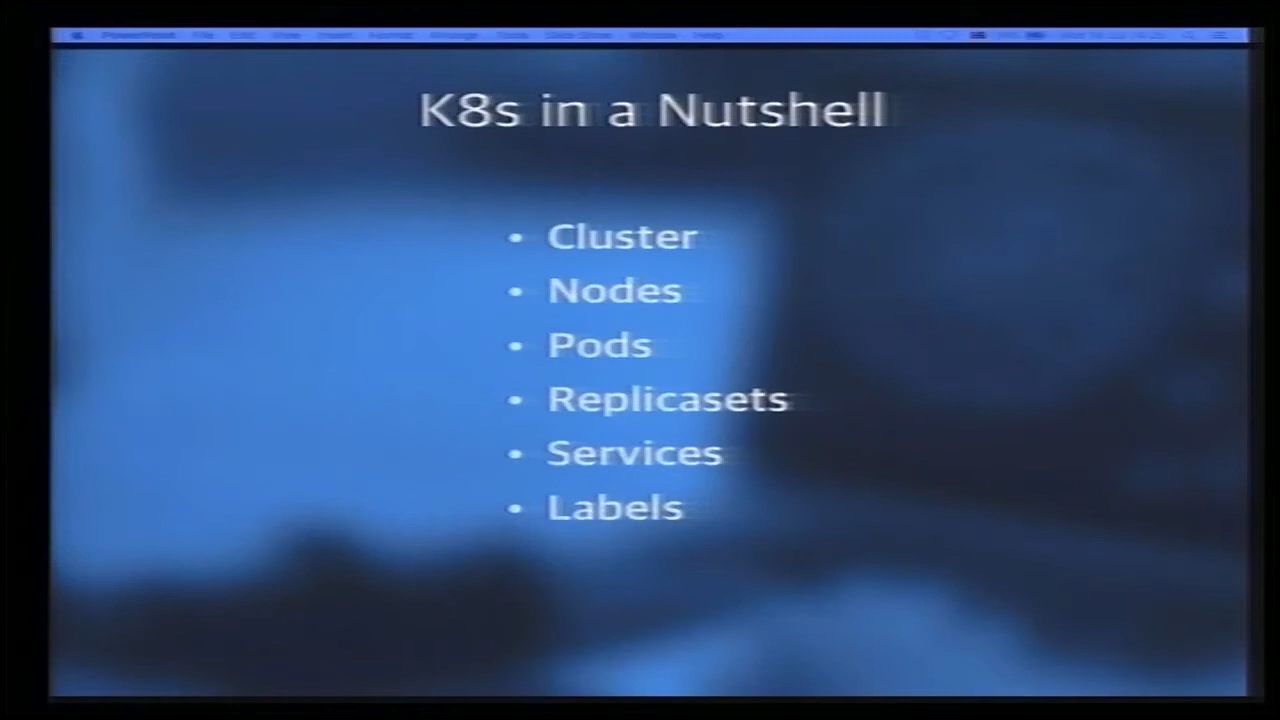 K8s in a Nutshell
• Cluster
• Nodes
• Pods
• Replicasets
• Services
• Labels